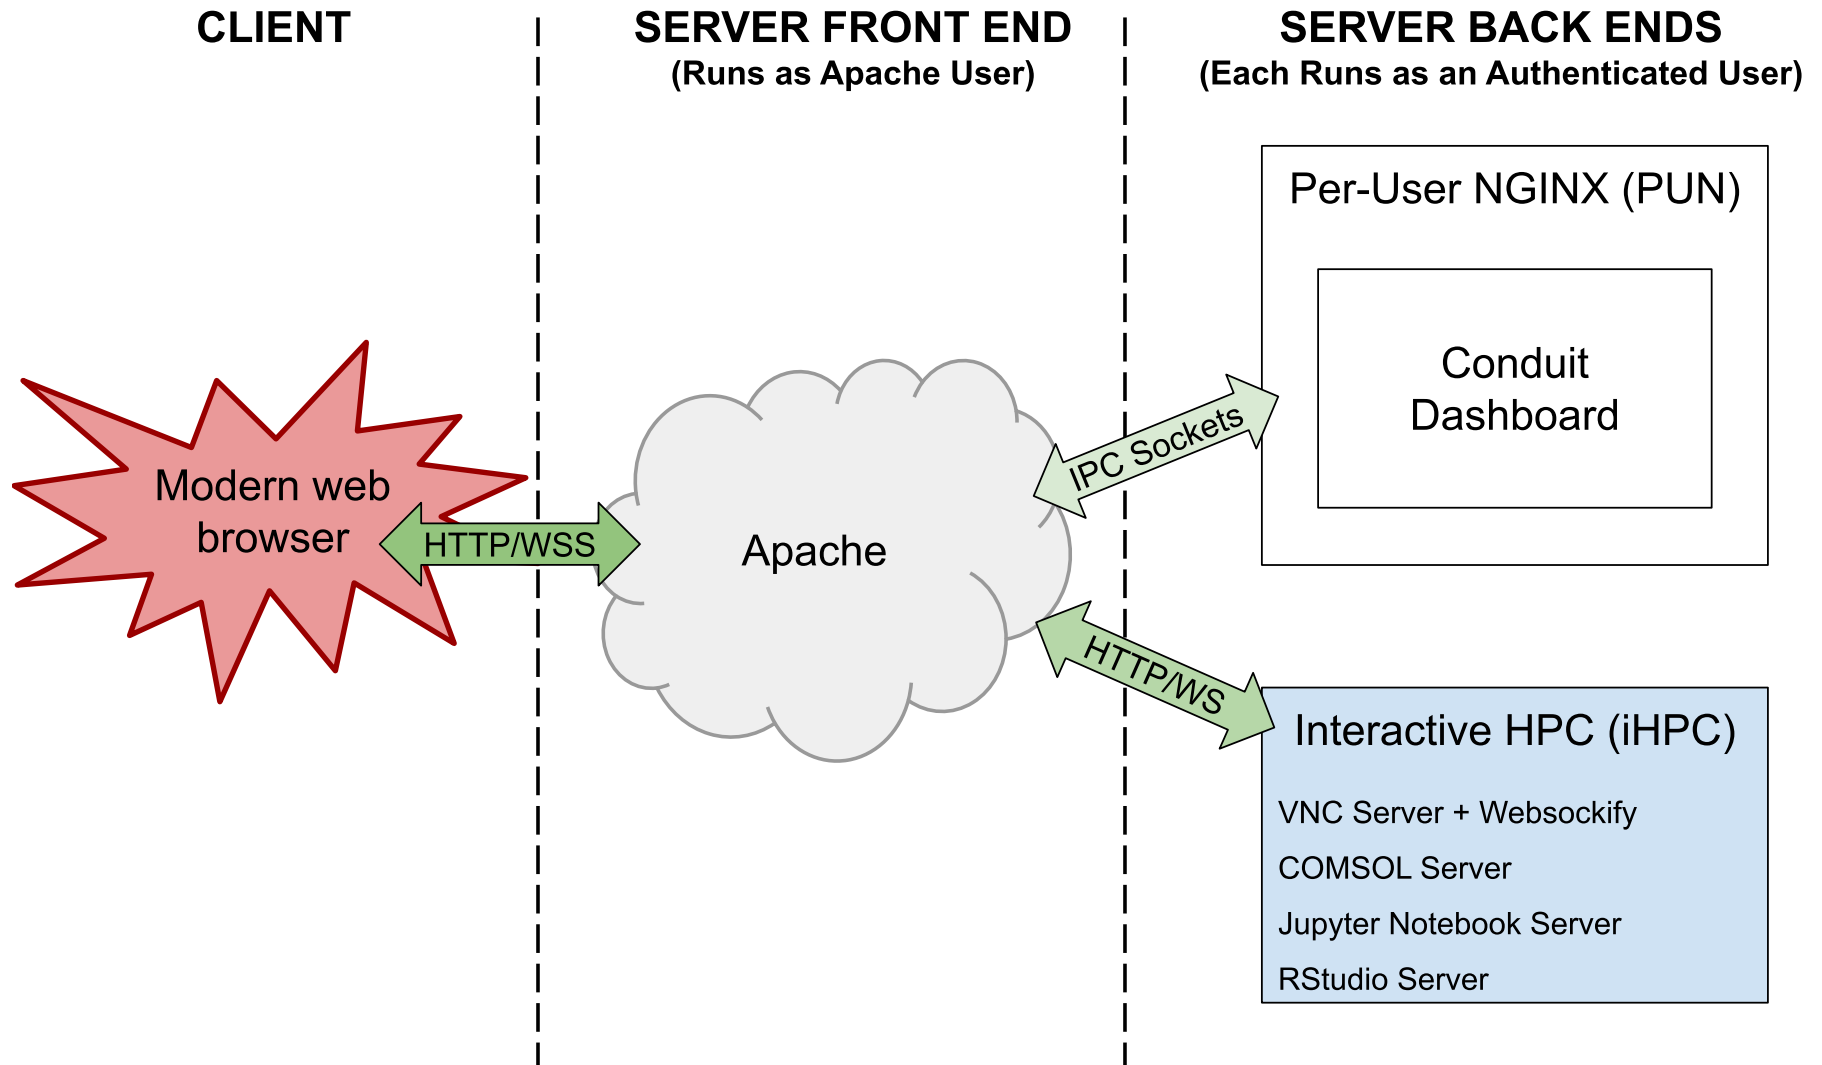 CLIENT
SERVER FRONT END
(Runs as Apache User)
SERVER BACK ENDS
(Each Runs as an Authenticated User)
Per-User NGINX (PUN)
Conduit
Dashboard
IPC Sockets
Modern web
browser
HTTP/WSS
Apache
HTTP/WS
Interactive HPC (iHPC)
VNC Server + Websockify
COMSOL Server
Jupyter Notebook Server
RStudio Server